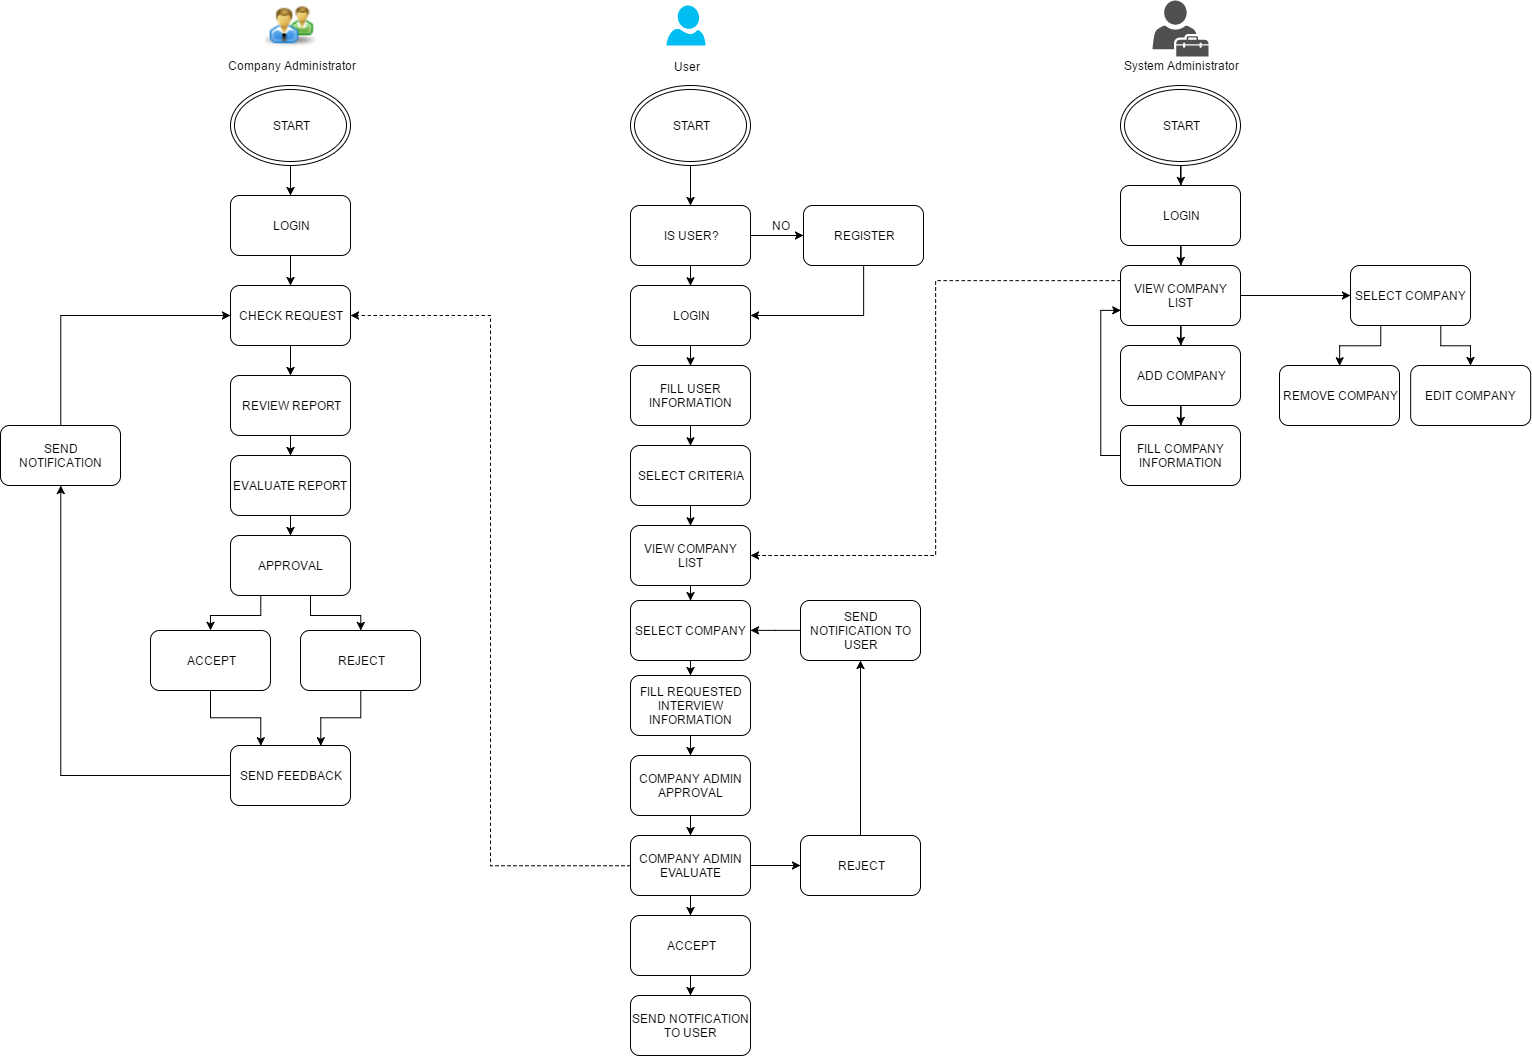 Company Administrator
START
LOGIN
CHECK REQUEST
REVIEW REPORT
SEND
NOTIFICATION
EVALUATE REPORT
APPROVAL
ACCEPT
REJECT
SEND FEEDBACK
User
START
IS USER?
NO
REGISTER
LOGIN
FILL USER
INFORMATION
SELECT CRITERIA
VIEW COMPANY
LIST
SELECT COMPANY
SEND
NOTIFICATION TO
USER
FILL REQUESTED
INTERVIEW
INFORMATION
COMPANY ADMIN
APPROVAL
COMPANY ADMIN
EVALUATE
REJECT
ACCEPT
SEND NOTFICATION
TO USER
System Administrator
START
LOGIN
VIEW COMPANY
LIST
SELECT COMPANY
ADD COMPANY
REMOVE COMPANY
EDIT COMPANY
FILL COMPANY
INFORMATION